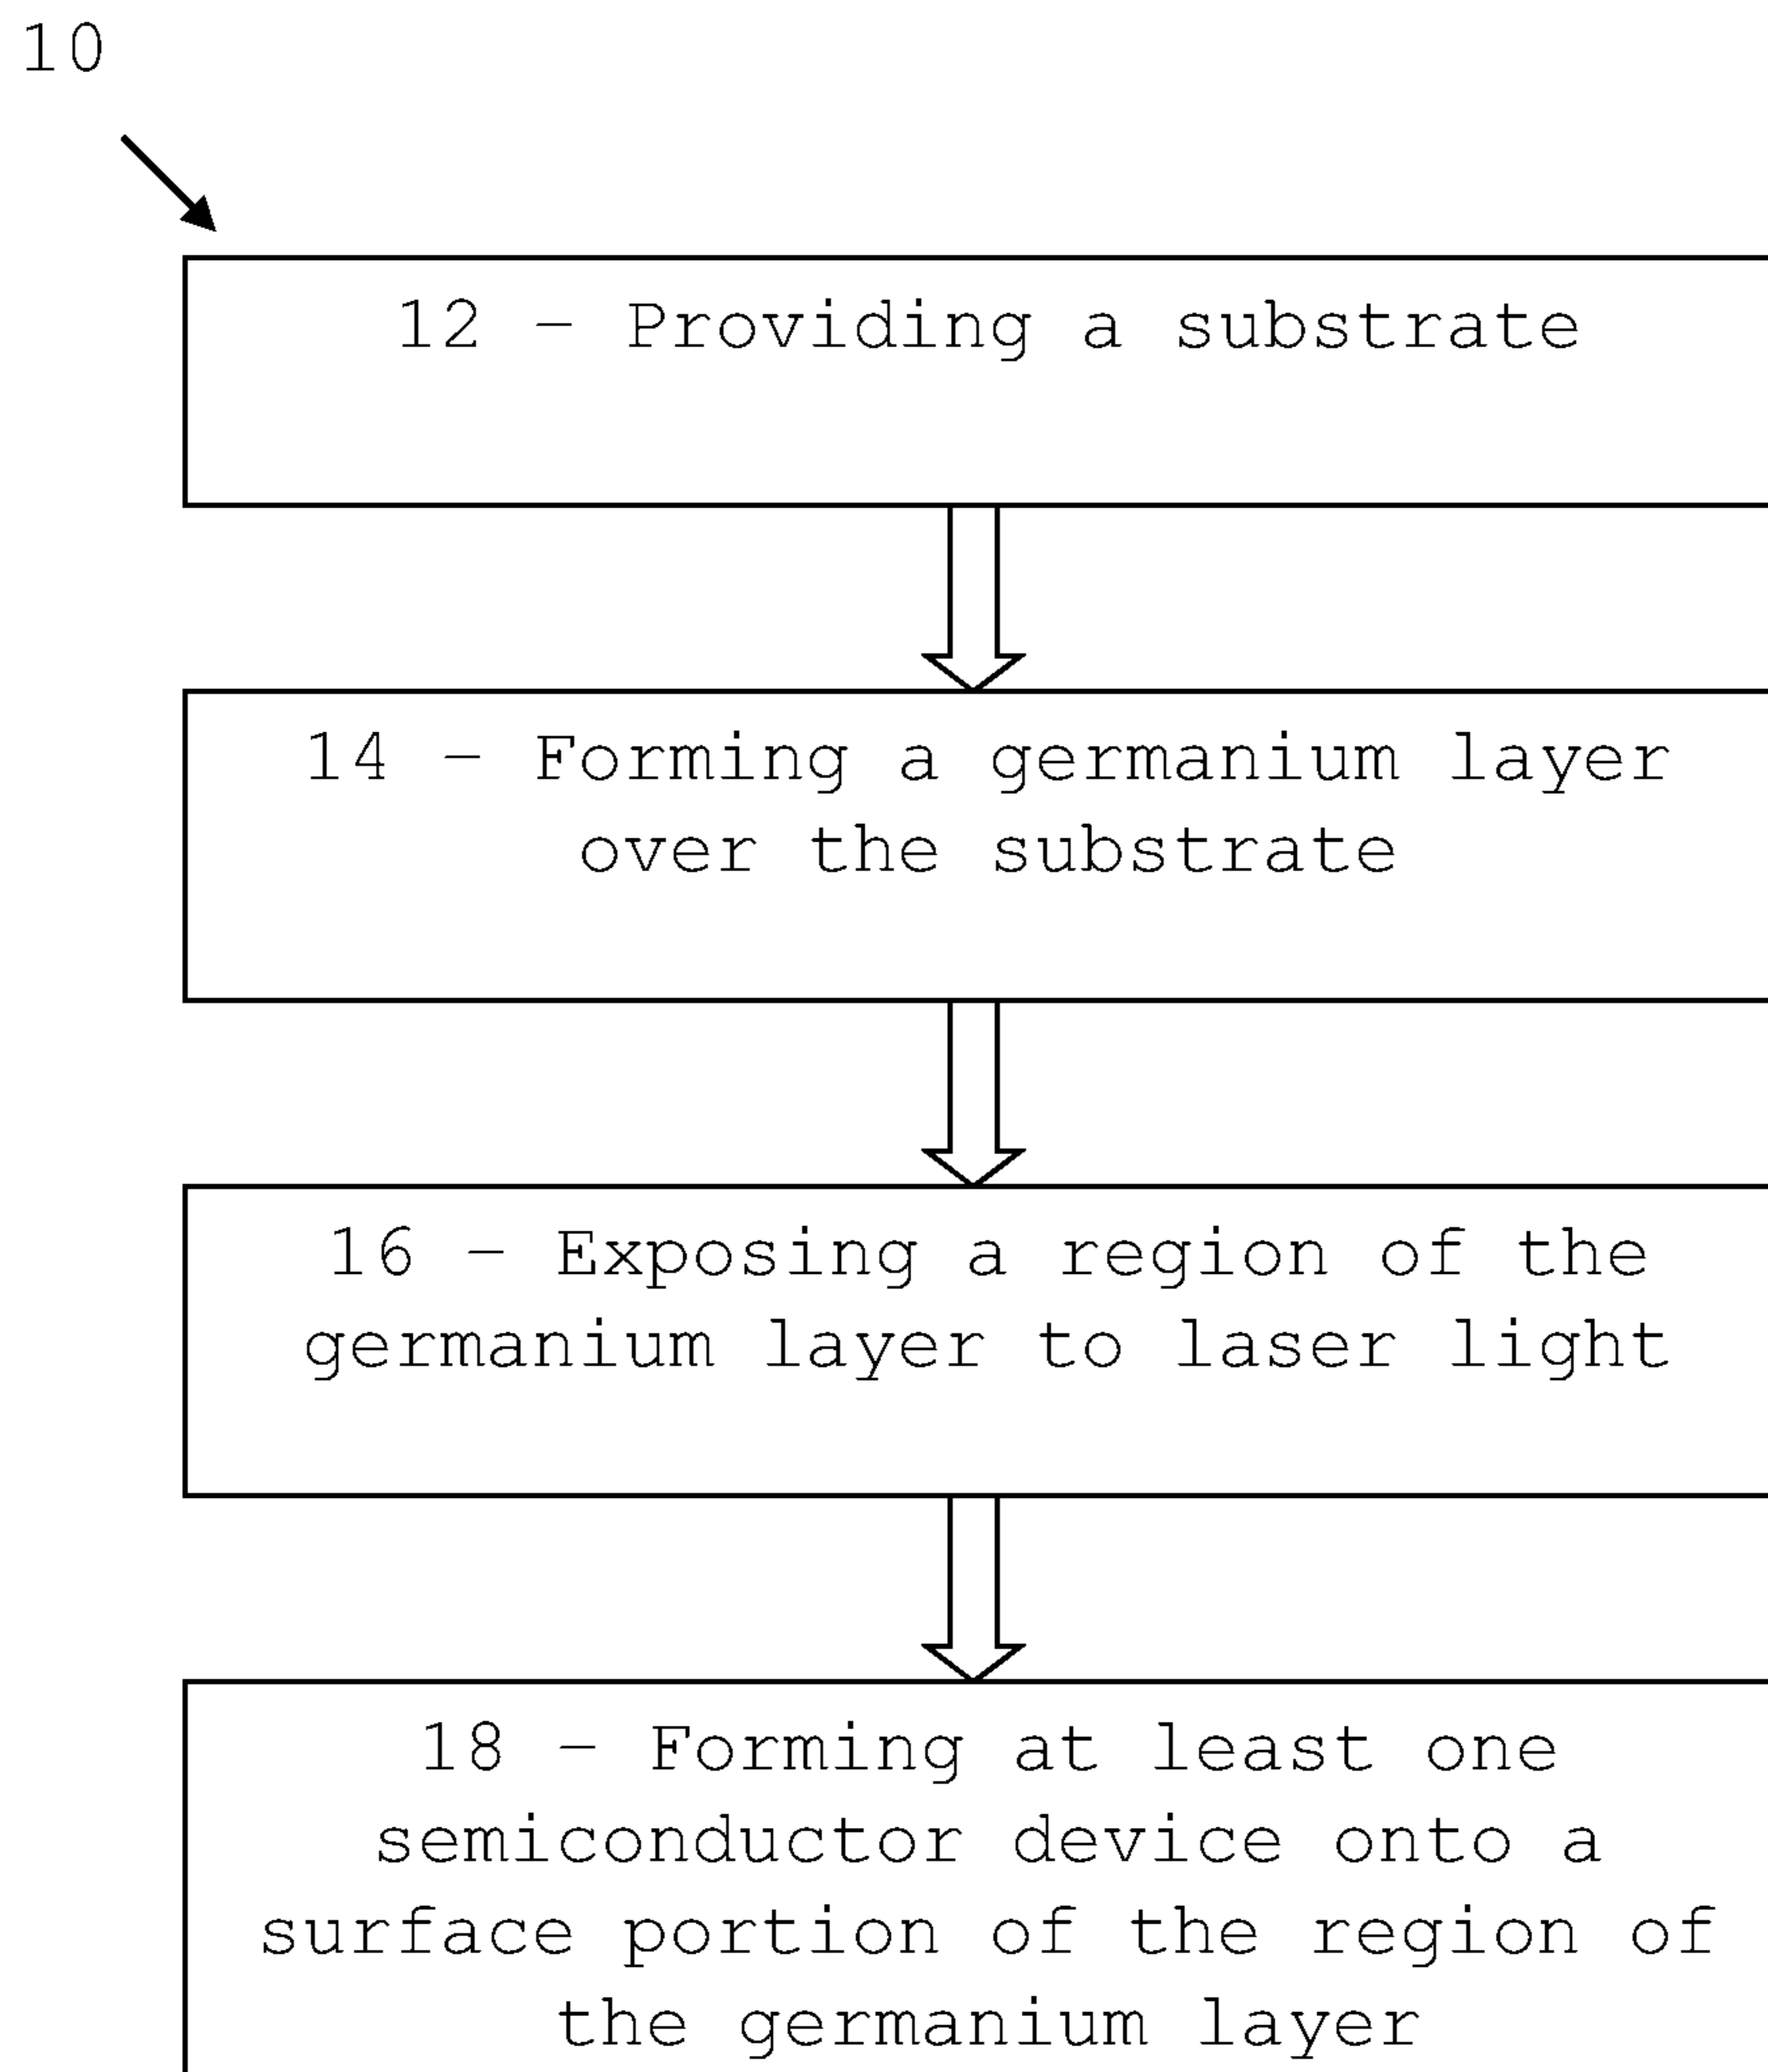 10
12 – Providing a substrate
14 – Forming a germanium layer
over the substrate
16 – Exposing a region of the
germanium layer to laser light
18 – Forming at least one
semiconductor device onto a
surface portion of the region of
the germanium layer